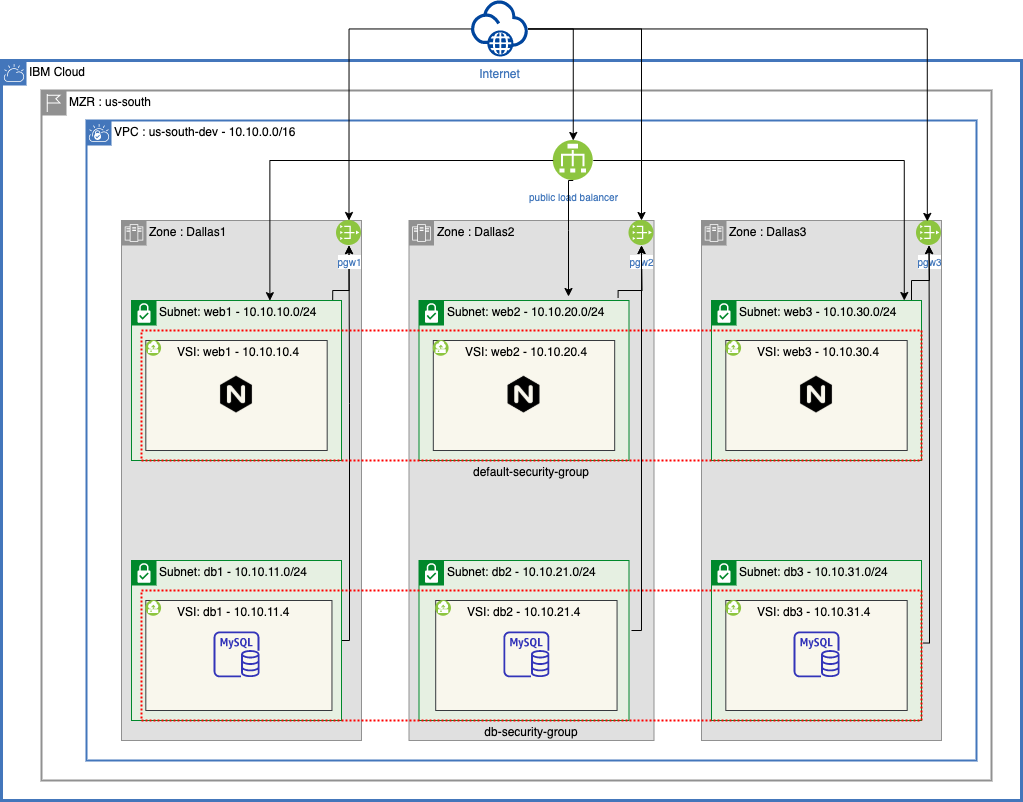 Internet
IBM Cloud
MZR : us-south
VPC : us-south-dev - 10.10.0.0/16
public load balancer
Zone : Dallas1
Zone : Dallas2
Zone : Dallas3
pgw1
pgw2
pgw3
Subnet: web1 - 10.10.10.0/24
Subnet: web2 - 10.10.20.0/24
Subnet: web3 - 10.10.30.0/24
VSI: web1 - 10.10.10.4
VSI: web2 - 10.10.20.4
VSI: web3 - 10.10.30.4
N
N
N
default-security-group
Subnet: db1 - 10.10.11.0/24
Subnet: db2 - 10.10.21.0/24
Subnet: db3 - 10.10.31.0/24
VSI: db1 - 10.10.11.4
VSI: db2 - 10.10.21.4
VSI: db3 - 10.10.31.4
MySQL
MySQL
MySQL
db-security-group